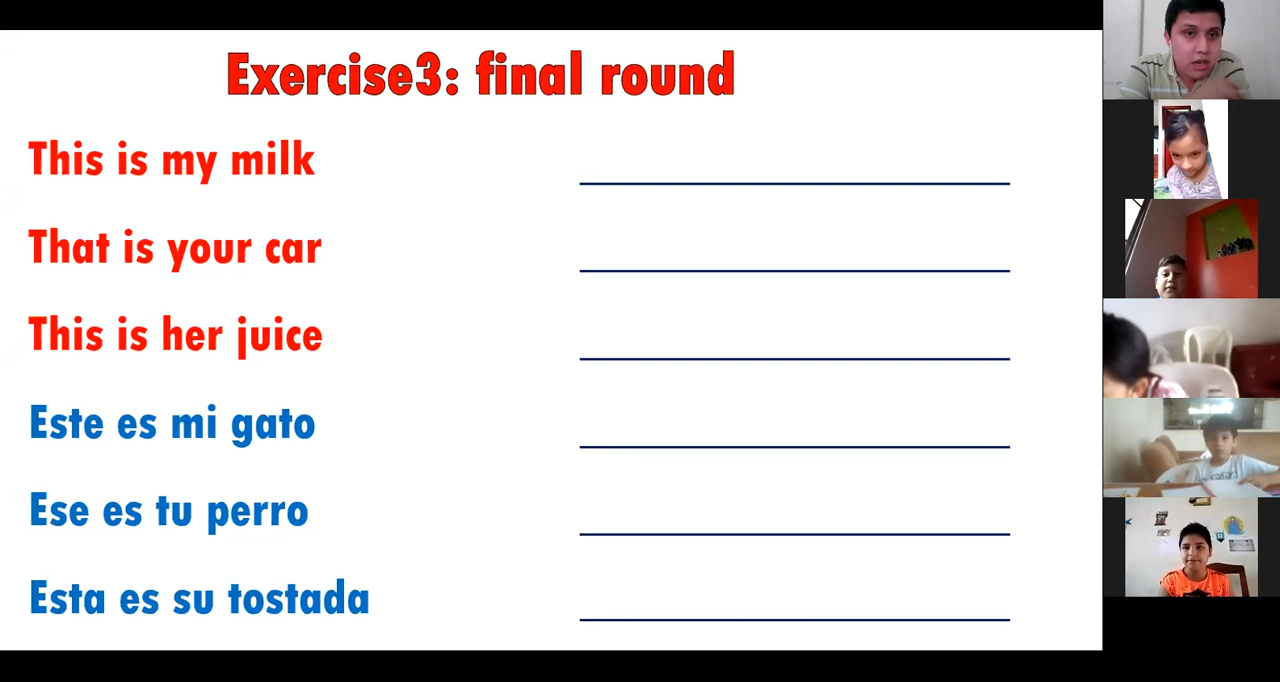 Exercise3: final round
This is my milk
That is your car
This is her juice
Este es mi gato
Ese es tu perro
Esta es su tostada